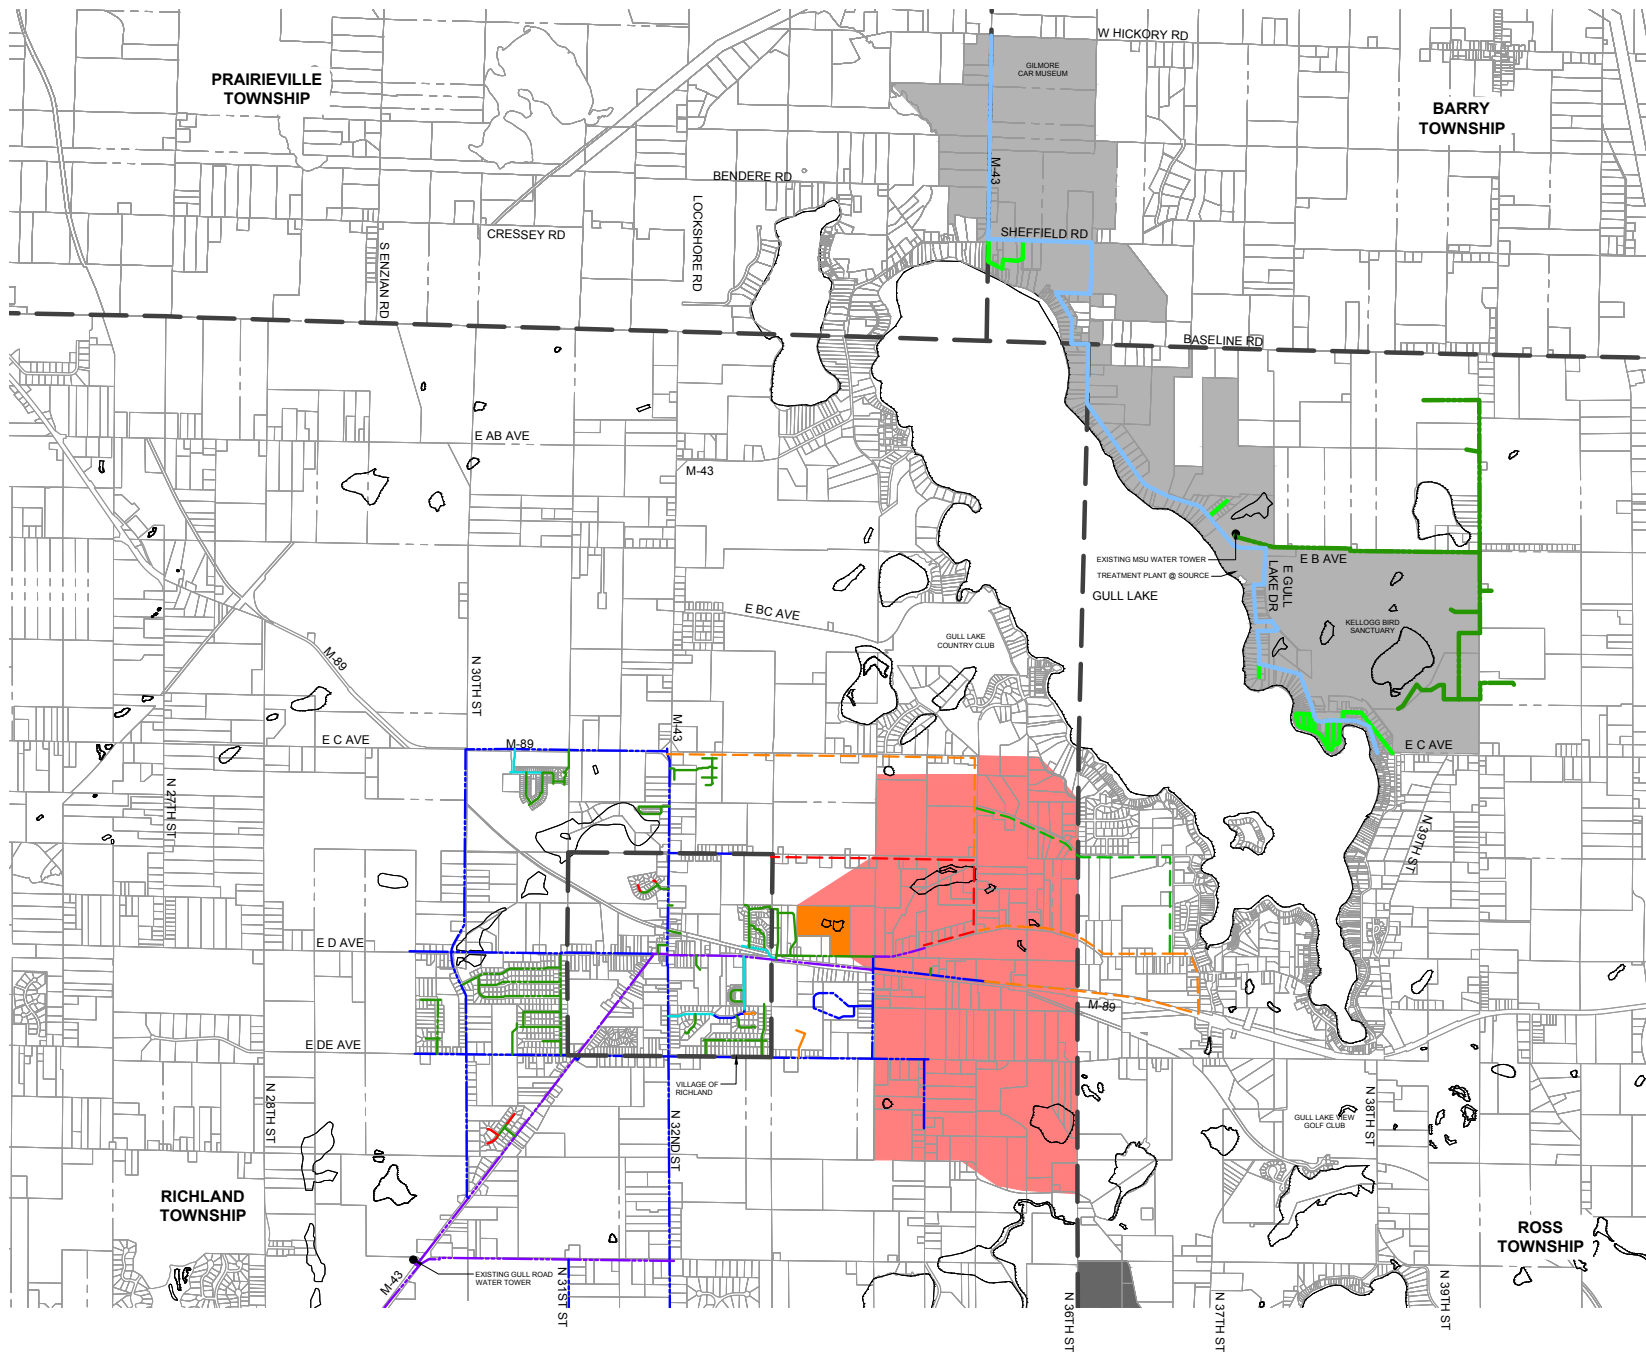 W HICKORY RD
GILMORE
CAR MUSEUM
PRAIRIEVILLE
TOWNSHIP
BARRY
TOWNSHIP
M-43
BENDERE RD
LOCKSHORE RD
CRESSEY RD
SHEFFIELD RD
S ENZIAN RD
BASELINE RD
E AB AVE
M-43
EXISTING MSU WATER TOWER
E B AVE
TREATMENT PLANT @ SOURCE
E GULL
LAKE DR
GULL LAKE
E BC AVE
KELLOGG BIRD
SANCTUARY
GULL LAKE
COUNTRY CLUB
M-89
N 30TH ST
M-43
E C AVE
M-89
E C AVE
N 27TH ST
N 39TH ST
E D AVE
M-89
E DE AVE
VILLAGE OF
RICHLAND
N 28TH ST
N 32ND ST
GULL LAKE VIEW
GOLF CLUB
N 38TH ST
RICHLAND
TOWNSHIP
ROSS
TOWNSHIP
EXISTING GULL ROAD
WATER TOWER
M-43
N 31ST ST
N 36TH ST
N 37TH ST
N 39TH ST